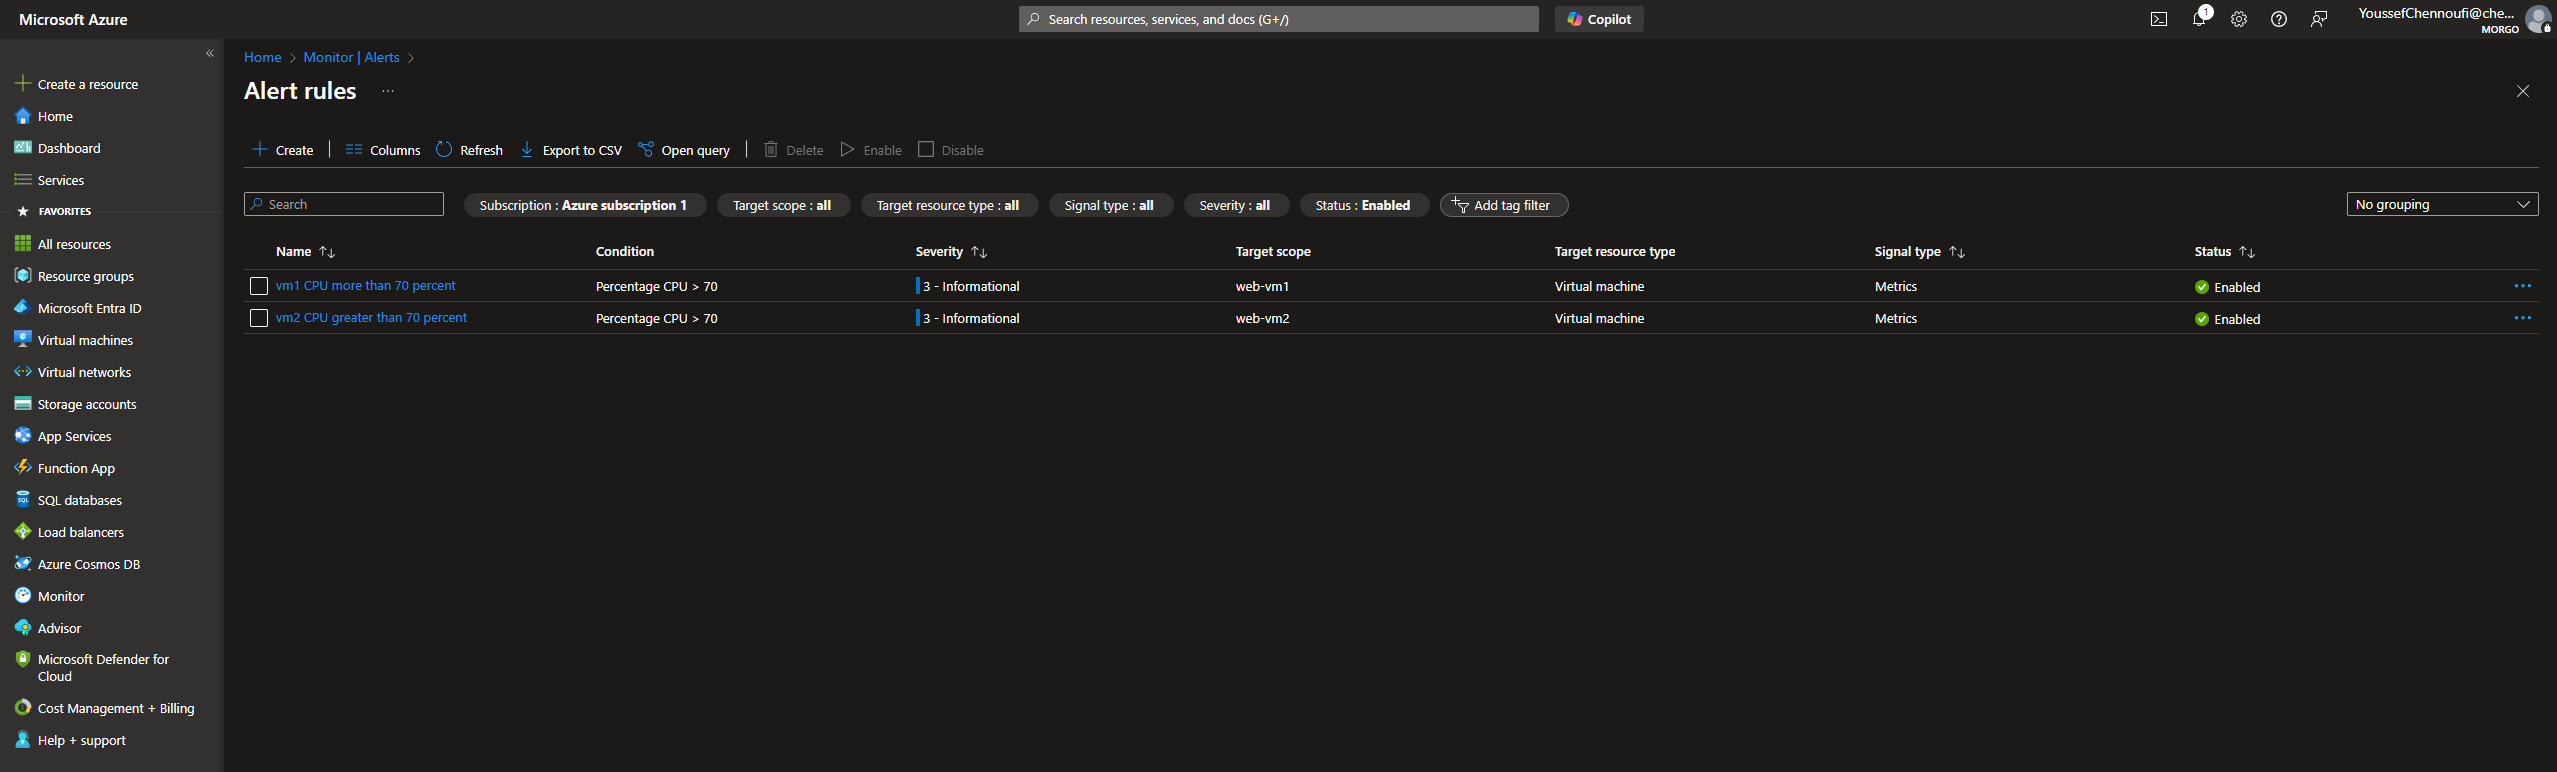 Microsoft Azure
Search resources, services, and docs (G+/)
Copilot
1
YoussefChennoufi@che...
MORGO
Create a resource
Home
Dashboard
Services
FAVORITES
All resources
Resource groups
Microsoft Entra ID
Virtual machines
Virtual networks
Storage accounts
App Services
Function App
SQL databases
Load balancers
Azure Cosmos DB
Monitor
Advisor
Microsoft Defender for
Cloud
Cost Management + Billing
Help + support
Home > Monitor | Alerts >
Alert rules ...
Create | Columns Refresh Export to CSV Open query | Delete Enable Disable
Search Subscription : Azure subscription 1 Target scope : all Target resource type : all Signal type : all Severity : all Status : Enabled Add tag filter No grouping
Name Condition Severity Target scope Target resource type Signal type Status
vm1 CPU more than 70 percent Percentage CPU > 70 3 - Informational web-vm1 Virtual machine Metrics Enabled
vm2 CPU greater than 70 percent Percentage CPU > 70 3 - Informational web-vm2 Virtual machine Metrics Enabled